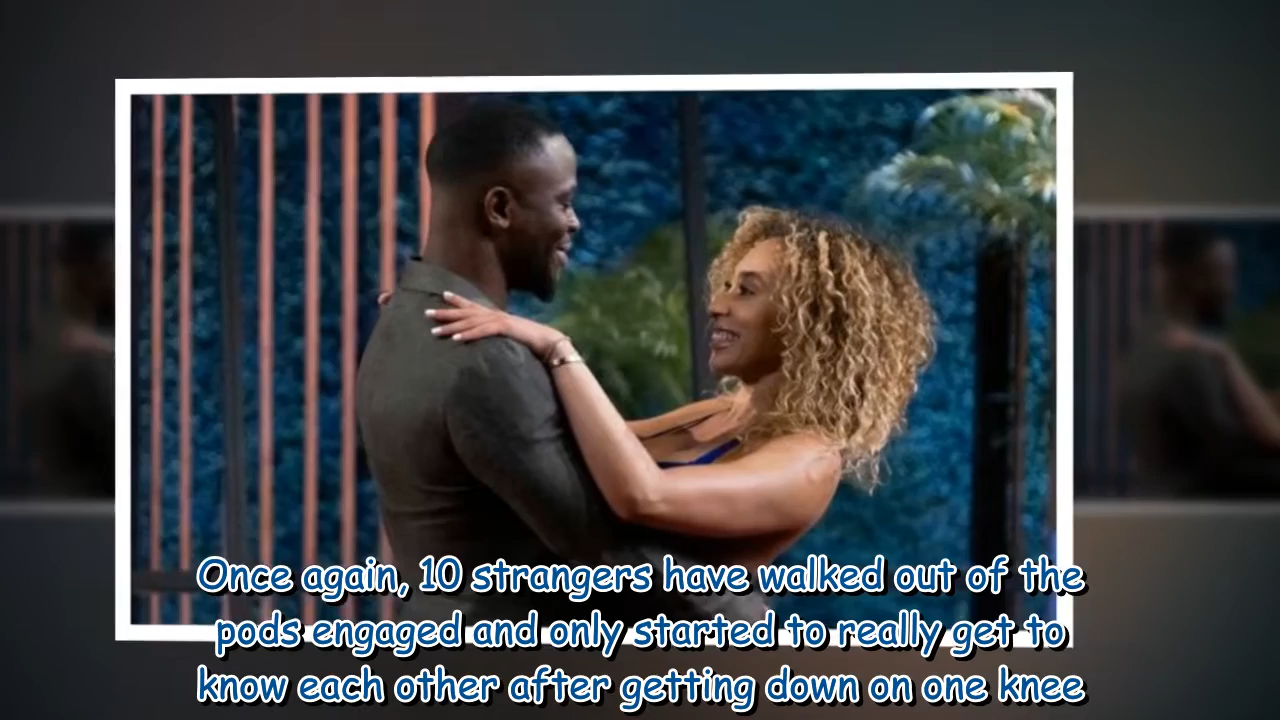 Once again, 10 strangers have walked out of the
pods engaged and only started to really get to
know each other after getting down on one knee